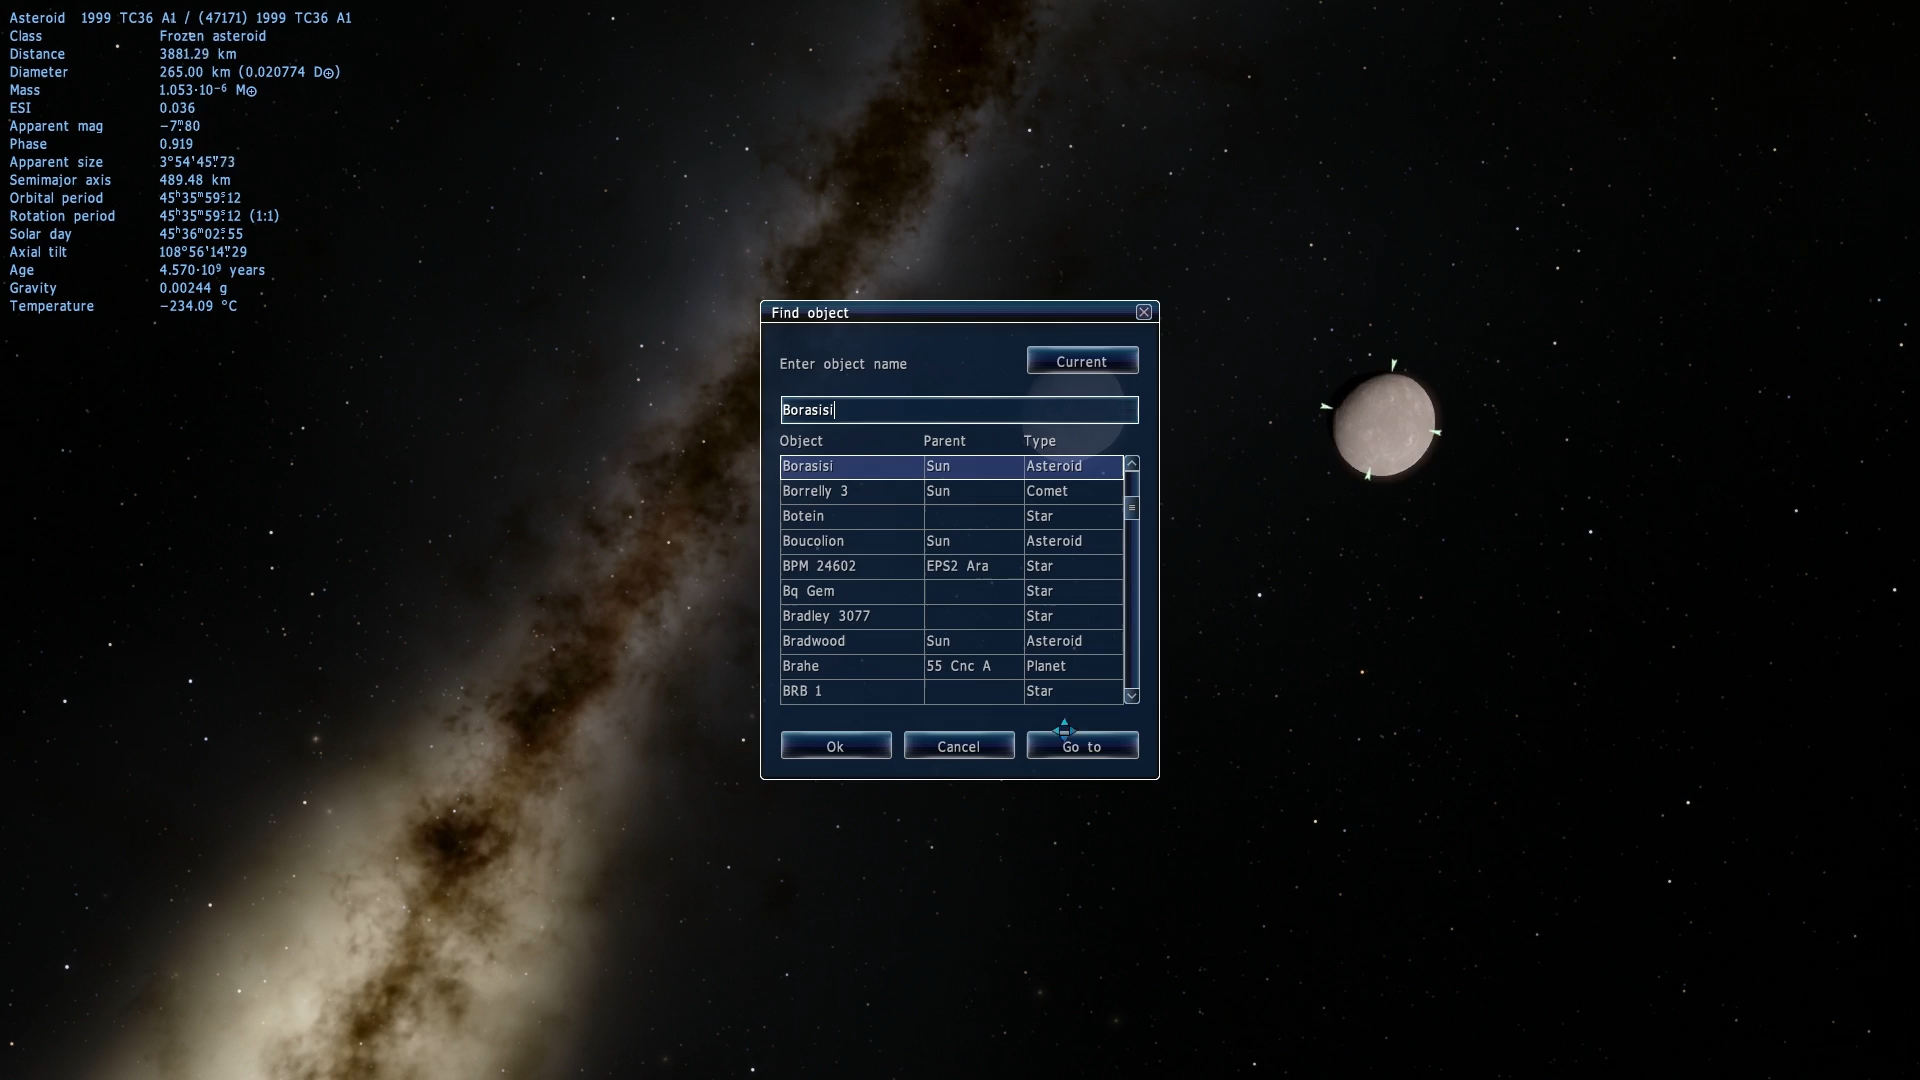 Asteroid 1999 TC36 A1 / (47171) 1999 TC36 A1
Class Frozen asteroid
Distance 3881.29 km
Diameter 265.00 km (0.020774 D⊕)
Mass 1.053·10⁻⁶ M⊕
ESI 0.036
Apparent mag −7ᵐ.80
Phase 0.919
Apparent size 3°54'45".73
Semimajor axis 489.48 km
Orbital period 45ʰ35ᵐ59ˢ.12
Rotation period 45ʰ35ᵐ59ˢ.12 (1:1)
Solar day 45ʰ36ᵐ02ˢ.55
Axial tilt 108°56'14".29
Age 4.570·10⁹ years
Gravity 0.00244 g
Temperature −234.09 °C
Find object
Enter object name Current
Borasisi
Object Parent Type
Borasisi Sun Asteroid
Borrelly 3 Sun Comet
Botein Star
Boucolion Sun Asteroid
BPM 24602 EPS2 Ara Star
Bq Gem Star
Bradley 3077 Star
Bradwood Sun Asteroid
Brahe 55 Cnc A Planet
BRB 1 Star
Ok Cancel Go to